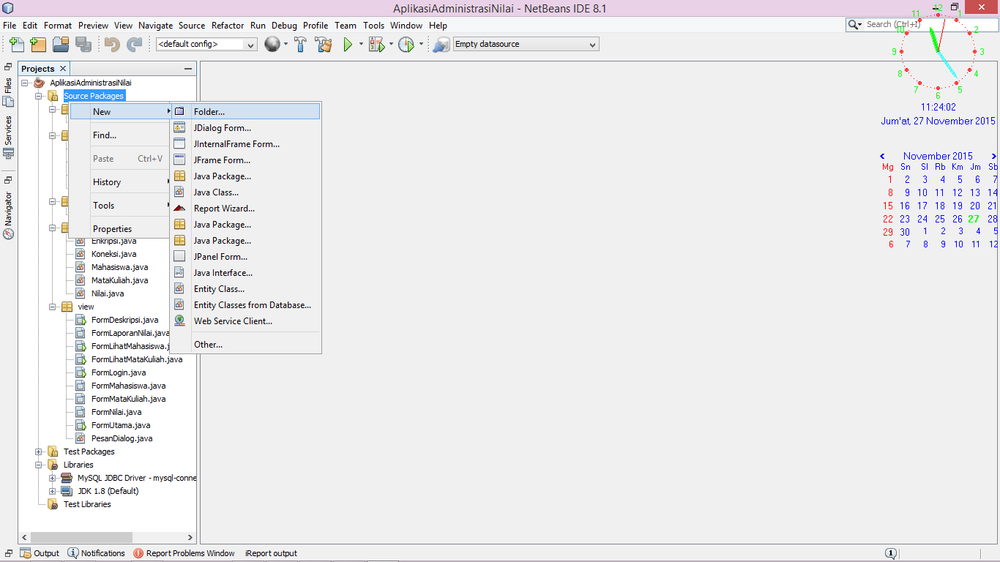 AplikasiAdministrasiNilai - NetBeans IDE 8.1
File Edit Format Preview View Navigate Source Refactor Run Debug Profile Team Tools Window Help
Search (Ctrl+I)
<default config>
Empty datasource
Files
Services
Navigator
Projects
AplikasiAdministrasiNilai
Source Packages
Enkripsi.java
Koneksi.java
Mahasiswa.java
MataKuliah.java
Nilai.java
view
FormDeskripsi.java
FormLaporanNilai.java
FormLihatMahasiswa.j
FormLihatMataKuliah.java
FormLogin.java
FormMahasiswa.java
FormMataKuliah.java
FormNilai.java
FormUtama.java
PesanDialog.java
Test Packages
Libraries
MySQL JDBC Driver - mysql-conne
JDK 1.8 (Default)
Test Libraries
New
Find...
Paste Ctrl+V
History
Tools
Properties
Folder...
JDialog Form...
JInternalFrame Form...
JFrame Form...
Java Package...
Java Class...
Report Wizard...
Java Package...
Java Package...
JPanel Form...
Java Interface...
Entity Class...
Entity Classes from Database...
Web Service Client...
Other...
12
1
2
3
4
5
6
7
8
9
10
11
11:24:02
Jum'at, 27 November 2015
November 2015
Mg Sn Sl Rb Km Jm Sb
1 2 3 4 5 6 7
8 9 10 11 12 13 14
15 16 17 18 19 20 21
22 23 24 25 26 27 28
29 30 1 2 3 4 5
6 7 8 9 10 11 12
Output Notifications Report Problems Window iReport output
1